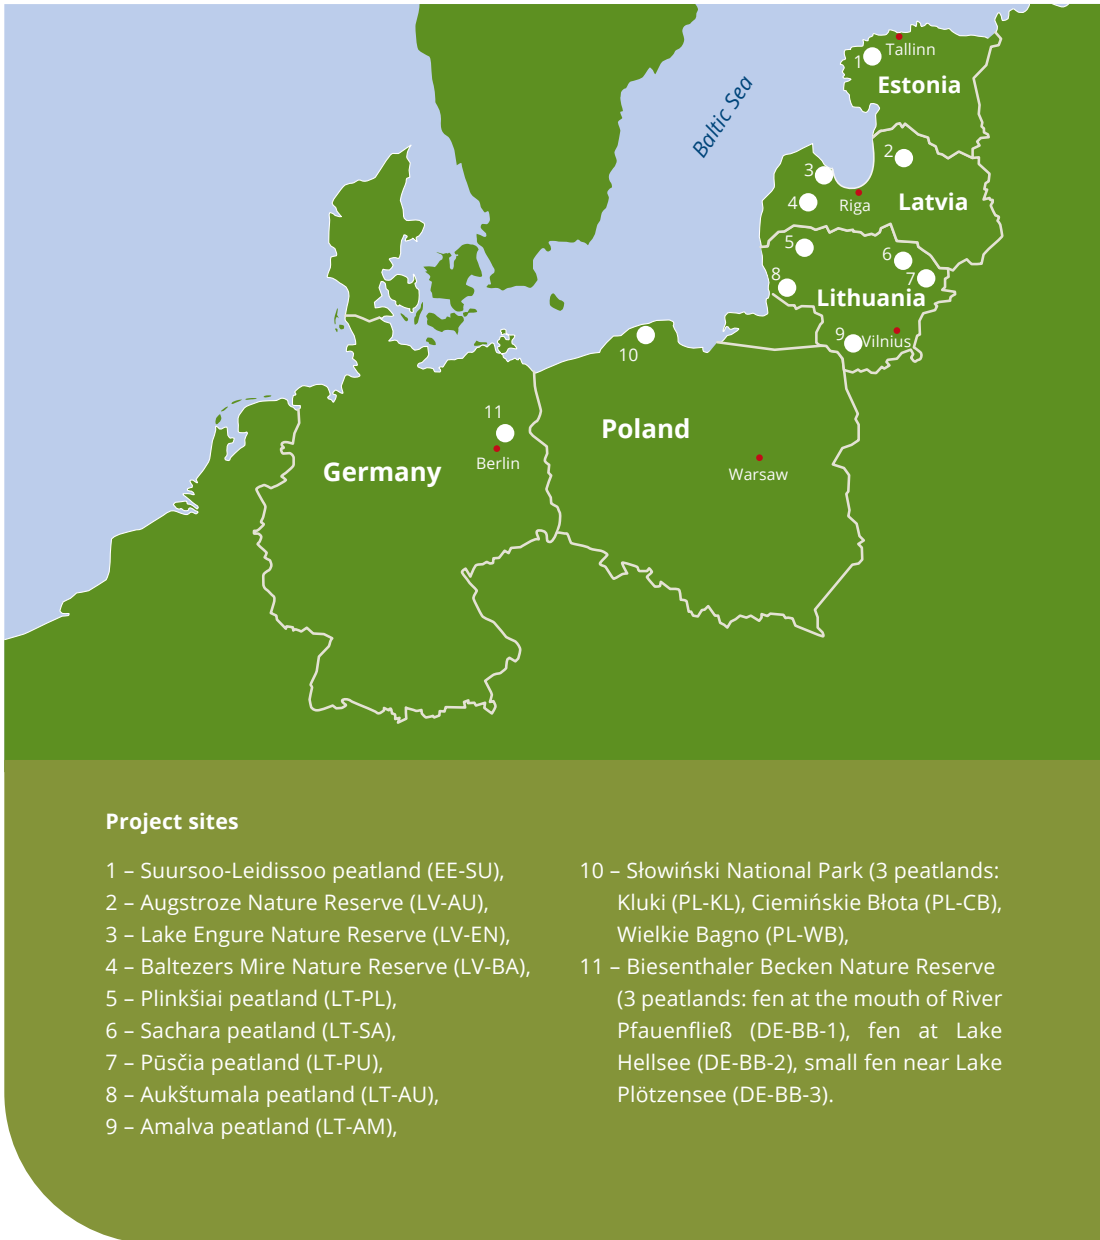 Tallinn
1
Estonia
Baltic Sea
2
3
4
Riga
Latvia
5
6
7
8
Lithuania
9
Vilnius
10
11
Berlin
Germany
Poland
Warsaw
Project sites
1 – Suursoo-Leidissoo peatland (EE-SU),
2 – Augstroze Nature Reserve (LV-AU),
3 – Lake Engure Nature Reserve (LV-EN),
4 – Baltezers Mire Nature Reserve (LV-BA),
5 – Plinkšiai peatland (LT-PL),
6 – Sachara peatland (LT-SA),
7 – Pūsčia peatland (LT-PU),
8 – Aukštumala peatland (LT-AU),
9 – Amalva peatland (LT-AM),
10 – Słowiński National Park (3 peatlands:
Kluki (PL-KL), Ciemińskie Błota (PL-CB),
Wielkie Bagno (PL-WB),
11 – Biesenthaler Becken Nature Reserve
(3 peatlands: fen at the mouth of River
Pfauenfließ (DE-BB-1), fen at Lake
Hellsee (DE-BB-2), small fen near Lake
Plötzensee (DE-BB-3).